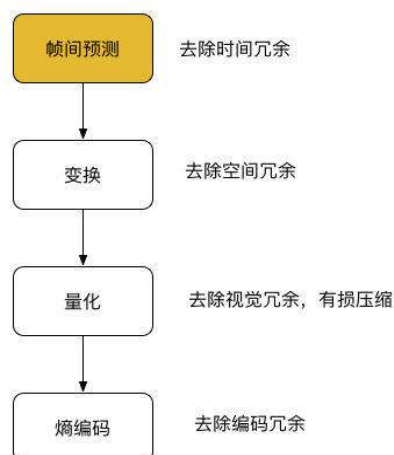 帧间预测
去除时间冗余
变换
去除空间冗余
量化
去除视觉冗余，有损压缩
熵编码
去除编码冗余